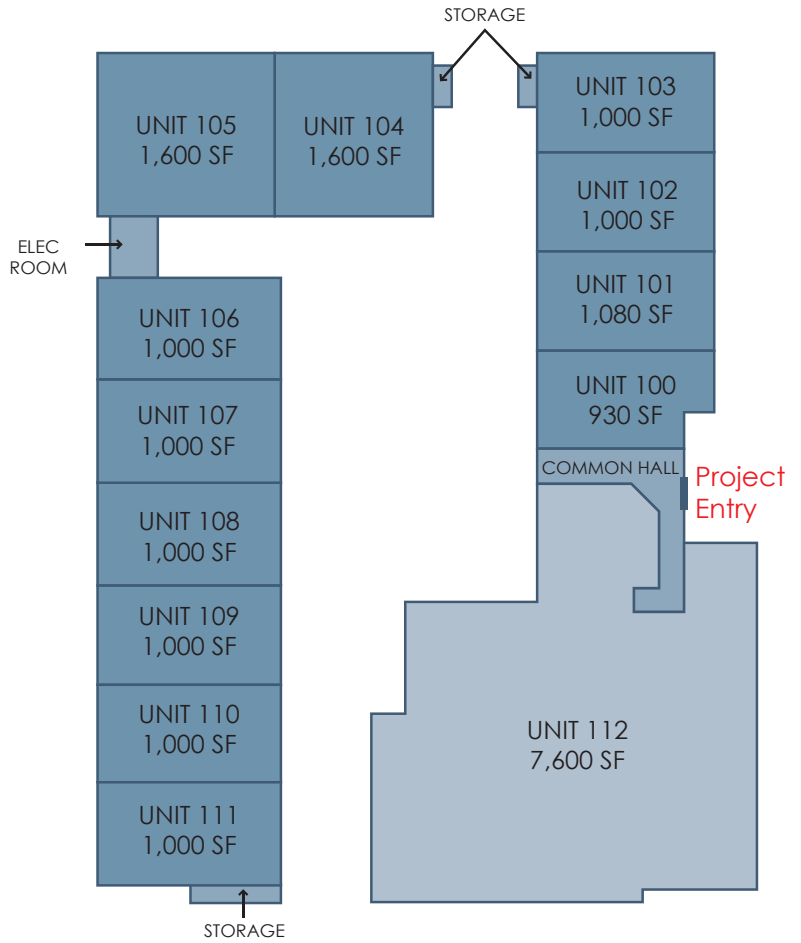 STORAGE
UNIT 105
1,600 SF
UNIT 104
1,600 SF
UNIT 103
1,000 SF
UNIT 102
1,000 SF
ELEC
ROOM
UNIT 101
1,080 SF
UNIT 106
1,000 SF
UNIT 100
930 SF
UNIT 107
1,000 SF
COMMON HALL
Project
Entry
UNIT 108
1,000 SF
UNIT 109
1,000 SF
UNIT 110
1,000 SF
UNIT 112
7,600 SF
UNIT 111
1,000 SF
STORAGE